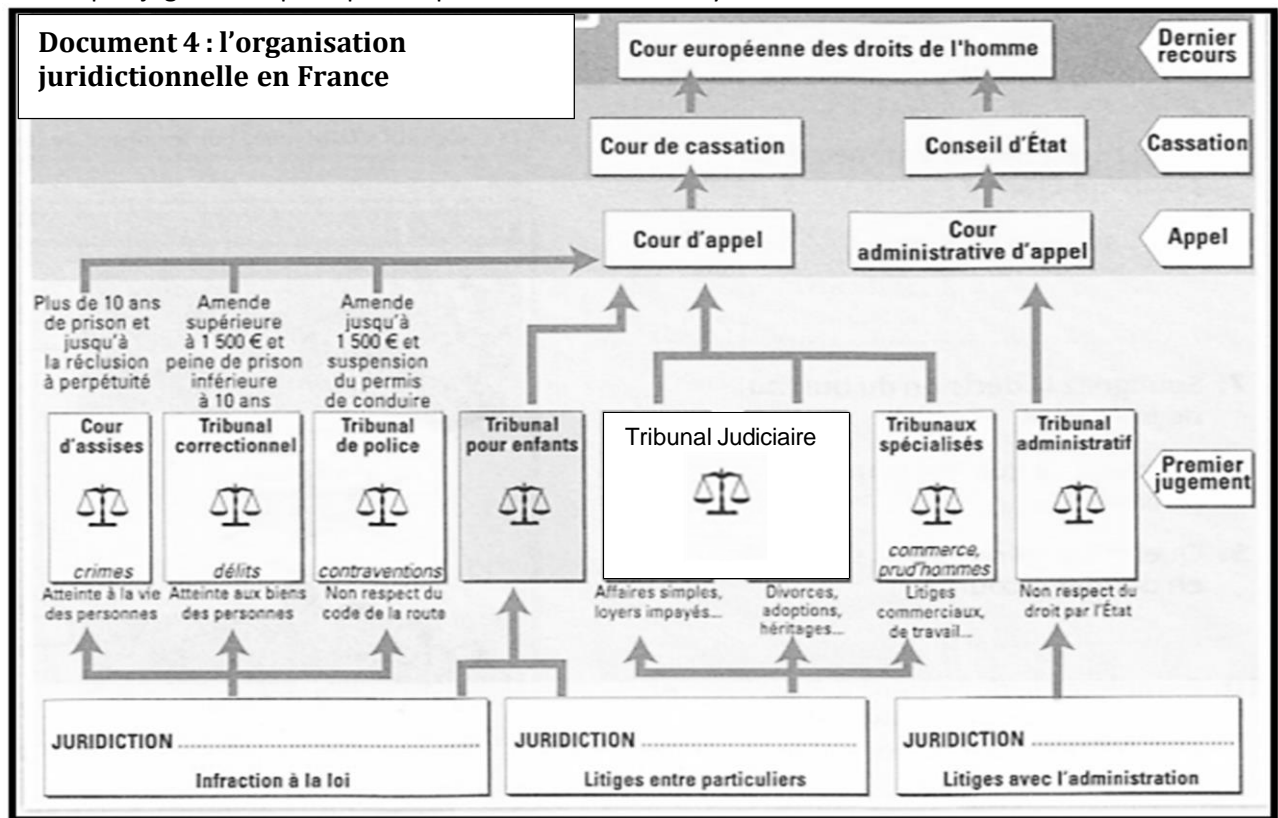 Document 4 : l'organisation
juridictionnelle en France
Cour européenne des droits de l'homme
Dernier
recours
Cour de cassation
Conseil d'État
Cassation
Cour d'appel
Cour
administrative d'appel
Appel
Plus de 10 ans
de prison et
jusqu'à
la réclusion
à perpétuité
Amende
supérieure
à 1 500 € et
peine de prison
inférieure
à 10 ans
Amende
jusqu'à
1 500 € et
suspension
du permis
de conduire
Cour
d'assises
crimes
Atteinte à la vie
des personnes
Tribunal
correctionnel
délits
Atteinte aux biens
des personnes
Tribunal
de police
contraventions
Non respect du
code de la route
Tribunal
pour enfants
Tribunal Judiciaire
Affaires simples,
loyers impayés...
Divorces,
adoptions,
héritages...
Tribunaux
spécialisés
commerce,
prud'hommes
Litiges
commerciaux,
de travail...
Tribunal
administratif
Non respect du
droit par l'État
Premier
jugement
JURIDICTION ........................................
Infraction à la loi
JURIDICTION ........................................
Litiges entre particuliers
JURIDICTION ........................................
Litiges avec l'administration